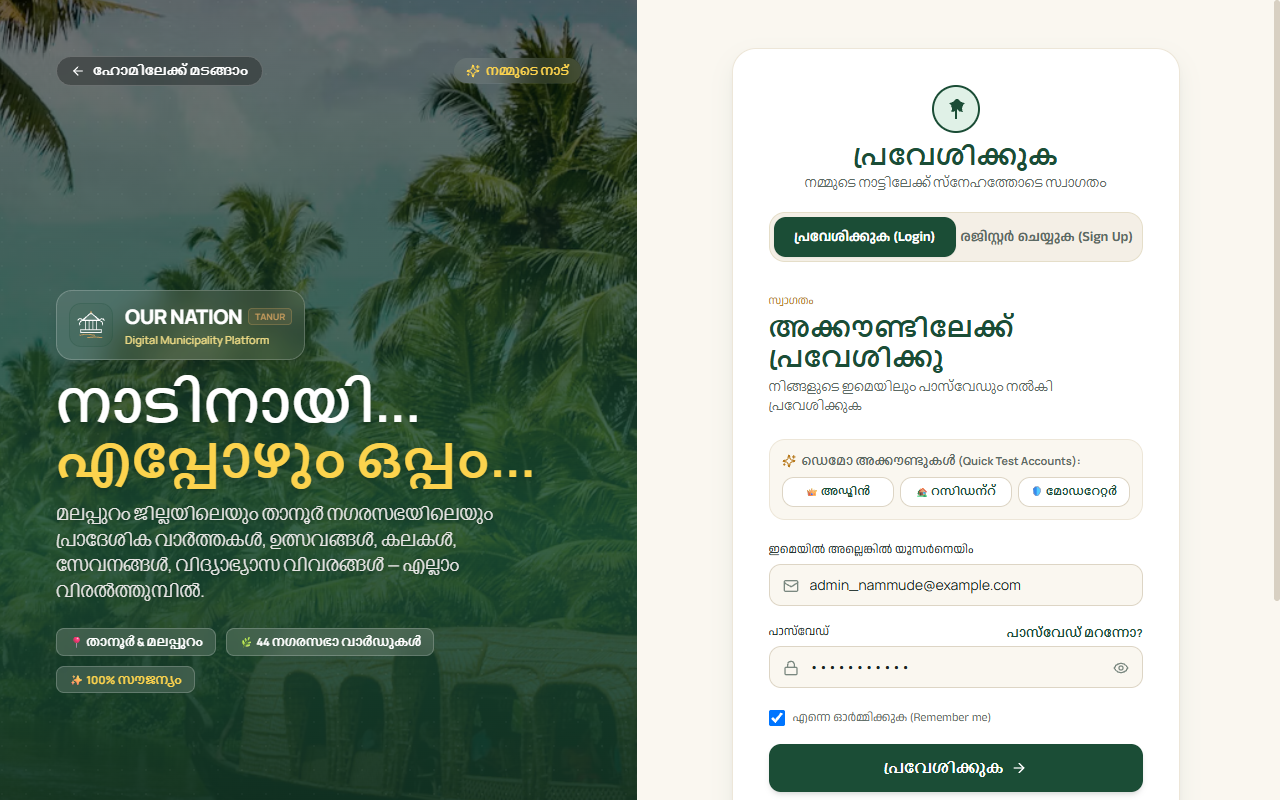 ഹോമിലേക്ക് മടങ്ങാം
നമ്മുടെ നാട്
OUR NATION TANUR
Digital Municipality Platform
നാടിനായി...
എപ്പോഴും ഒപ്പം...
മലപ്പുറം ജില്ലയിലെയും താനൂർ നഗരസഭയിലെയും
പ്രാദേശിക വാർത്തകൾ, ഉത്സവങ്ങൾ, കലകൾ,
സേവനങ്ങൾ, വിദ്യാഭ്യാസ വിവരങ്ങൾ – എല്ലാം
വിരൽത്തുമ്പിൽ.
താനൂർ & മലപ്പുറം
44 നഗരസഭാ വാർഡുകൾ
100% സൗജന്യം
പ്രവേശിക്കുക
നമ്മുടെ നാട്ടിലേക്ക് സ്നേഹത്തോടെ സ്വാഗതം
പ്രവേശിക്കുക (Login)
രജിസ്റ്റർ ചെയ്യുക (Sign Up)
സ്വാഗതം
അക്കൗണ്ടിലേക്ക്
പ്രവേശിക്കൂ
നിങ്ങളുടെ ഇമെയിലും പാസ്‌വേഡും നൽകി
പ്രവേശിക്കുക
ഡെമോ അക്കൗണ്ടുകൾ (Quick Test Accounts):
അഡ്മിൻ
റസിഡന്റ്
മോഡറേറ്റർ
ഇമെയിൽ അല്ലെങ്കിൽ യൂസർനെയിം
admin_nammude@example.com
പാസ്‌വേഡ്
പാസ്‌വേഡ് മറന്നോ?
•••••••••••
എന്നെ ഓർമ്മിക്കുക (Remember me)
പ്രവേശിക്കുക